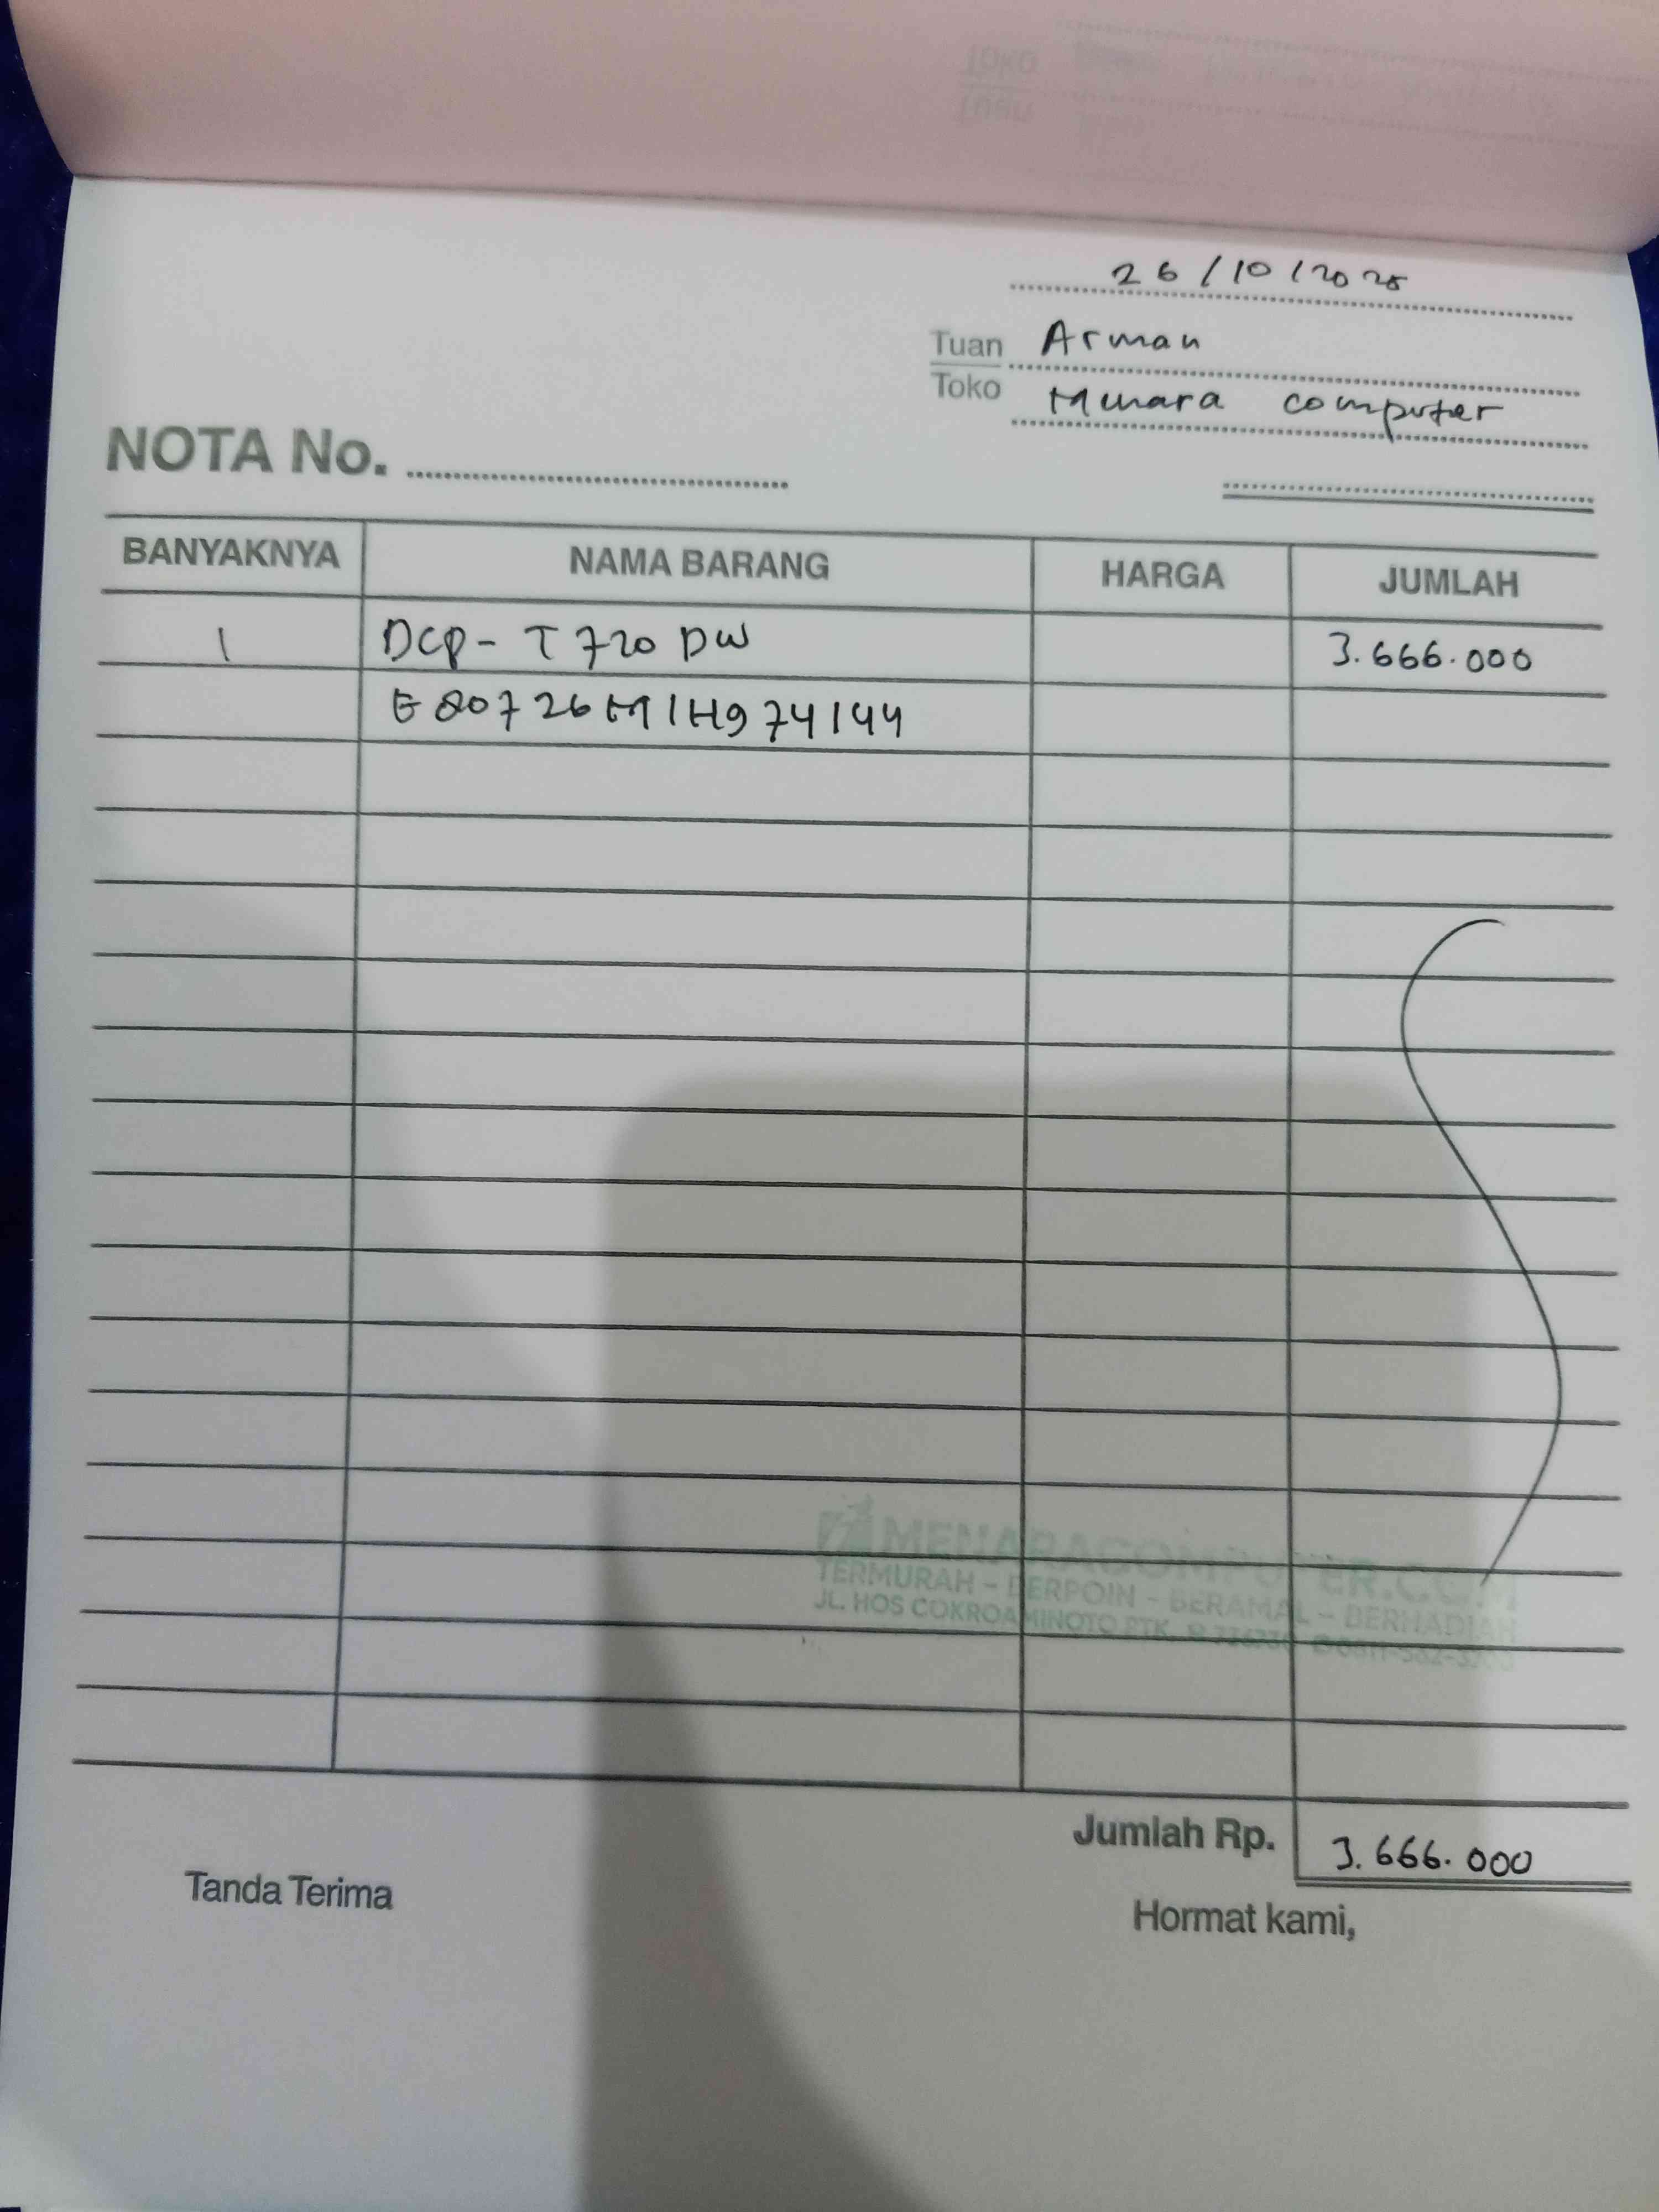 26/10/2025
Tuan Arman
Toko Menara computer
NOTA No.
BANYAKNYA NAMA BARANG HARGA JUMLAH
1 DCP-T720DW 3.666.000
E80726M1H974144
MENARACOMPUTER.COM
TERMURAH - BERPOIN - BERAMAL - BERHADIAH
JL. HOS COKROAMINOTO PTK.
Jumlah Rp. 3.666.000
Tanda Terima
Hormat kami,